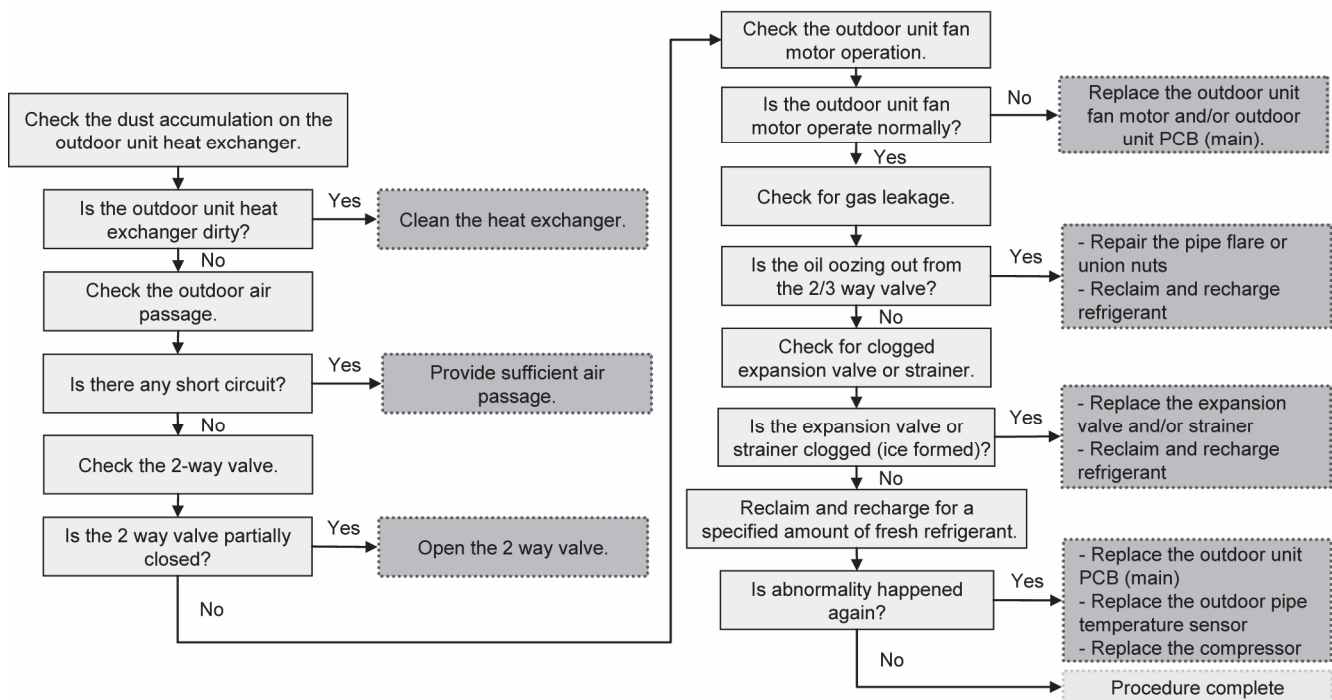 Check the dust accumulation on the
outdoor unit heat exchanger.
Is the outdoor unit heat
exchanger dirty?
Yes
Clean the heat exchanger.
No
Check the outdoor air
passage.
Is there any short circuit?
Yes
Provide sufficient air
passage.
No
Check the 2-way valve.
Is the 2 way valve partially
closed?
Yes
Open the 2 way valve.
No
Check the outdoor unit fan
motor operation.
Is the outdoor unit fan
motor operate normally?
No
Replace the outdoor unit
fan motor and/or outdoor
unit PCB (main).
Yes
Check for gas leakage.
Is the oil oozing out from
the 2/3 way valve?
Yes
- Repair the pipe flare or
union nuts
- Reclaim and recharge
refrigerant
No
Check for clogged
expansion valve or strainer.
Is the expansion valve or
strainer clogged (ice formed)?
Yes
- Replace the expansion
valve and/or strainer
- Reclaim and recharge
refrigerant
No
Reclaim and recharge for a
specified amount of fresh refrigerant.
Is abnormality happened
again?
Yes
- Replace the outdoor unit
PCB (main)
- Replace the outdoor pipe
temperature sensor
- Replace the compressor
No
Procedure complete